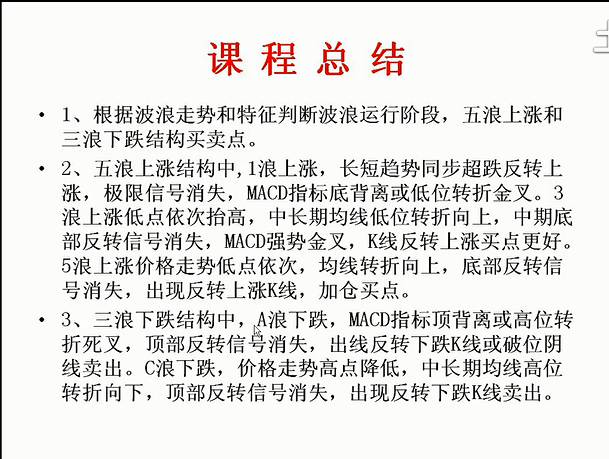 课程总结
• 1、根据波浪走势和特征判断波浪运行阶段，五浪上涨和
三浪下跌结构买卖点。
• 2、五浪上涨结构中,1浪上涨，长短趋势同步超跌反转上
涨，极限信号消失，MACD指标底背离或低位转折金叉。3
浪上涨低点依次抬高，中长期均线低位转折向上，中期底
部反转信号消失，MACD强势金叉，K线反转上涨买点更好。
5浪上涨价格走势低点依次，均线转折向上，底部反转信
号消失，出现反转上涨K线，加仓买点。
• 3、三浪下跌结构中，A浪下跌，MACD指标顶背离或高位转
折死叉，顶部反转信号消失，出线反转下跌K线或破位阴
线卖出。C浪下跌，价格走势高点降低，中长期均线高位
转折向下，顶部反转信号消失，出现反转下跌K线卖出。